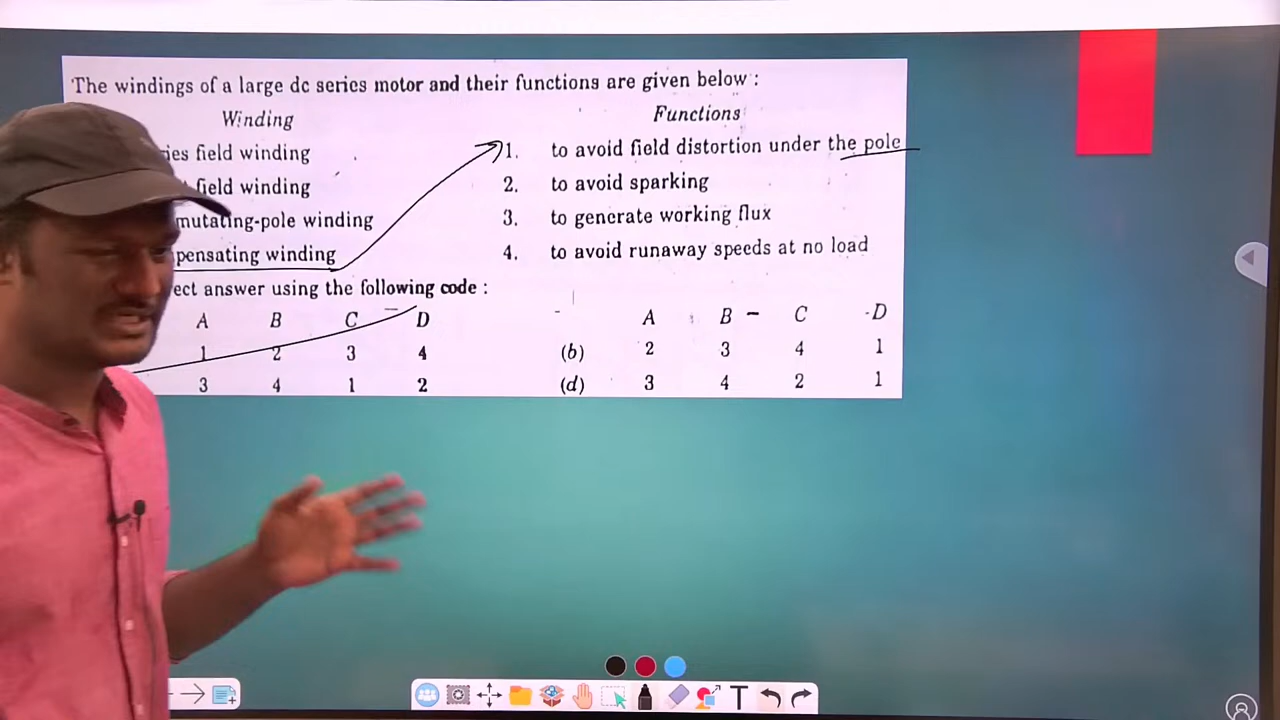 The windings of a large dc series motor and their functions are given below :
Winding Functions
field winding 1. to avoid field distortion under the pole
field winding 2. to avoid sparking
mutating-pole winding 3. to generate working flux
pensating winding 4. to avoid runaway speeds at no load
ect answer using the following code :
A B C D A B C D
1 2 3 4 (b) 2 3 4 1
3 4 1 2 (d) 3 4 2 1
T